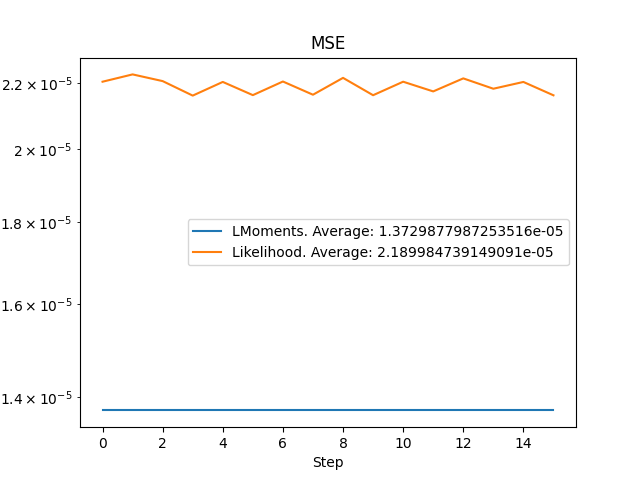 MSE
2.2 × 10⁻⁵
2 × 10⁻⁵
1.8 × 10⁻⁵
1.6 × 10⁻⁵
1.4 × 10⁻⁵
LMoments. Average: 1.3729877987253516e-05
Likelihood. Average: 2.189984739149091e-05
0 2 4 6 8 10 12 14
Step